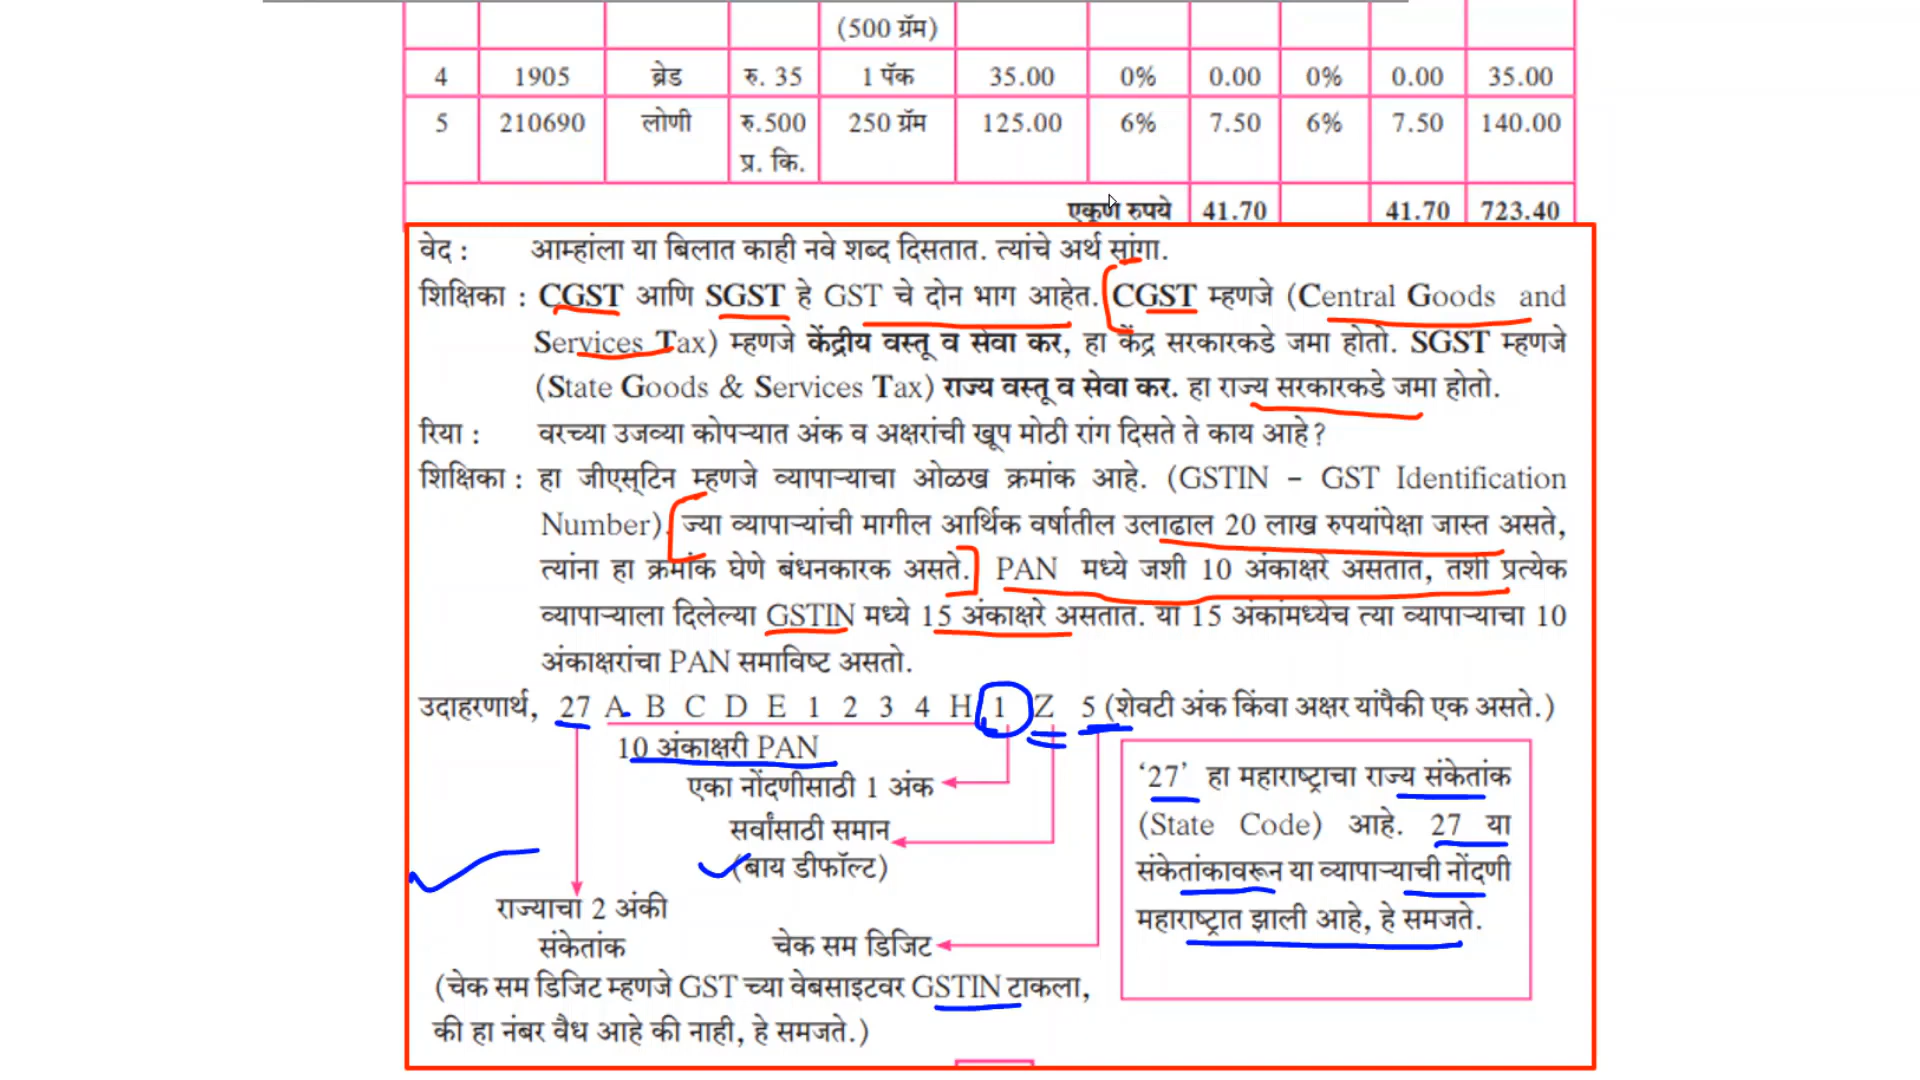 (500 ग्रॅम)
4 1905 ब्रेड रु. 35 1 पॅक 35.00 0% 0.00 0% 0.00 35.00
5 210690 लोणी रु.500 250 ग्रॅम 125.00 6% 7.50 6% 7.50 140.00
प्र. कि.
एकूण रुपये 41.70 41.70 723.40
वेद : आम्हांला या बिलात काही नवे शब्द दिसतात. त्यांचे अर्थ सांगा.
शिक्षिका : CGST आणि SGST हे GST चे दोन भाग आहेत. CGST म्हणजे (Central Goods and
Services Tax) म्हणजे केंद्रीय वस्तू व सेवा कर, हा केंद्र सरकारकडे जमा होतो. SGST म्हणजे
(State Goods & Services Tax) राज्य वस्तू व सेवा कर. हा राज्य सरकारकडे जमा होतो.
रिया : वरच्या उजव्या कोपऱ्यात अंक व अक्षरांची खूप मोठी रांग दिसते ते काय आहे?
शिक्षिका : हा जीएस्‌टिन म्हणजे व्यापाऱ्याचा ओळख क्रमांक आहे. (GSTIN – GST Identification
Number). ज्या व्यापाऱ्यांची मागील आर्थिक वर्षातील उलाढाल 20 लाख रुपयांपेक्षा जास्त असते,
त्यांना हा क्रमांक घेणे बंधनकारक असते. PAN मध्ये जशी 10 अंकाक्षरे असतात, तशी प्रत्येक
व्यापाऱ्याला दिलेल्या GSTIN मध्ये 15 अंकाक्षरे असतात. या 15 अंकांमध्येच त्या व्यापाऱ्याचा 10
अंकाक्षरांचा PAN समाविष्ट असतो.
उदाहरणार्थ, 27 A B C D E 1 2 3 4 H 1 Z 5 (शेवटी अंक किंवा अक्षर यांपैकी एक असते.)
10 अंकाक्षरी PAN
एका नोंदणीसाठी 1 अंक
सर्वांसाठी समान
(बाय डीफॉल्ट)
राज्याचा 2 अंकी
संकेतांक
चेक सम डिजिट
‘27’ हा महाराष्ट्राचा राज्य संकेतांक
(State Code) आहे. 27 या
संकेतांकावरून या व्यापाऱ्याची नोंदणी
महाराष्ट्रात झाली आहे, हे समजते.
(चेक सम डिजिट म्हणजे GST च्या वेबसाइटवर GSTIN टाकला,
की हा नंबर वैध आहे की नाही, हे समजते.)